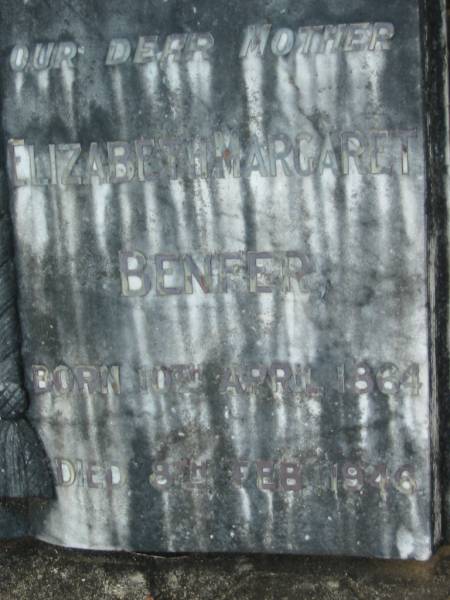 OUR DEAR MOTHER
ELIZABETH MARGARET
BENFER,
BORN 10TH APRIL 1864
DIED 8TH FEB. 1946